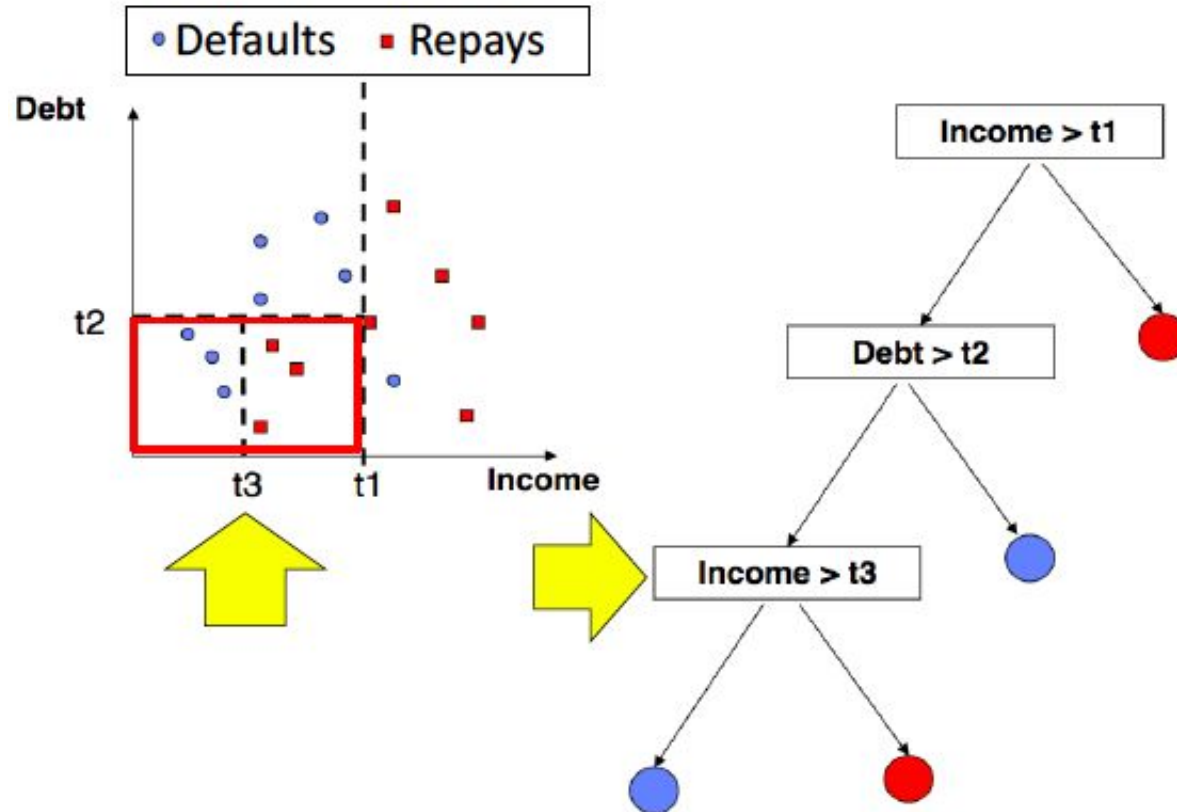 Defaults Repays
Debt
Income > t1
t2
Debt > t2
t3 t1 Income
Income > t3